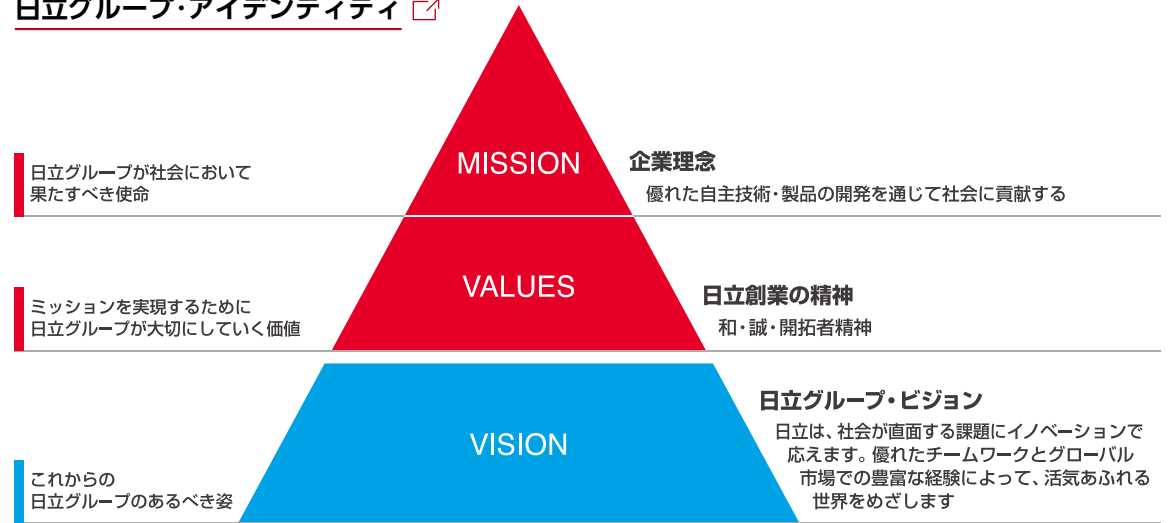 日立グループ・アイデンティティ
日立グループが社会において
果たすべき使命
MISSION
企業理念
優れた自主技術・製品の開発を通じて社会に貢献する
ミッションを実現するために
日立グループが大切にしていく価値
VALUES
日立創業の精神
和・誠・開拓者精神
これからの
日立グループのあるべき姿
VISION
日立グループ・ビジョン
日立は、社会が直面する課題にイノベーションで
応えます。優れたチームワークとグローバル
市場での豊富な経験によって、活気あふれる
世界をめざします